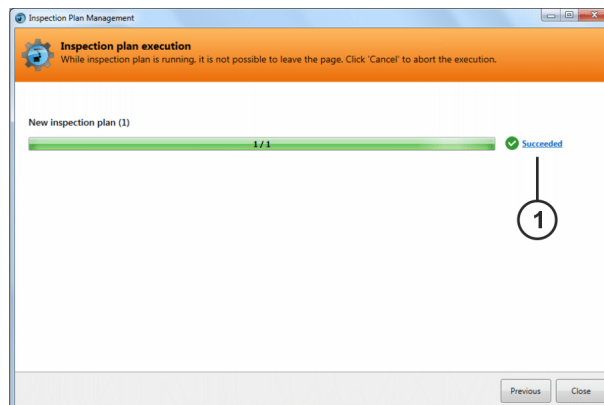 Inspection Plan Management
Inspection plan execution
While inspection plan is running, it is not possible to leave the page. Click 'Cancel' to abort the execution.
New inspection plan (1)
1 / 1
Succeeded
1
Previous
Close